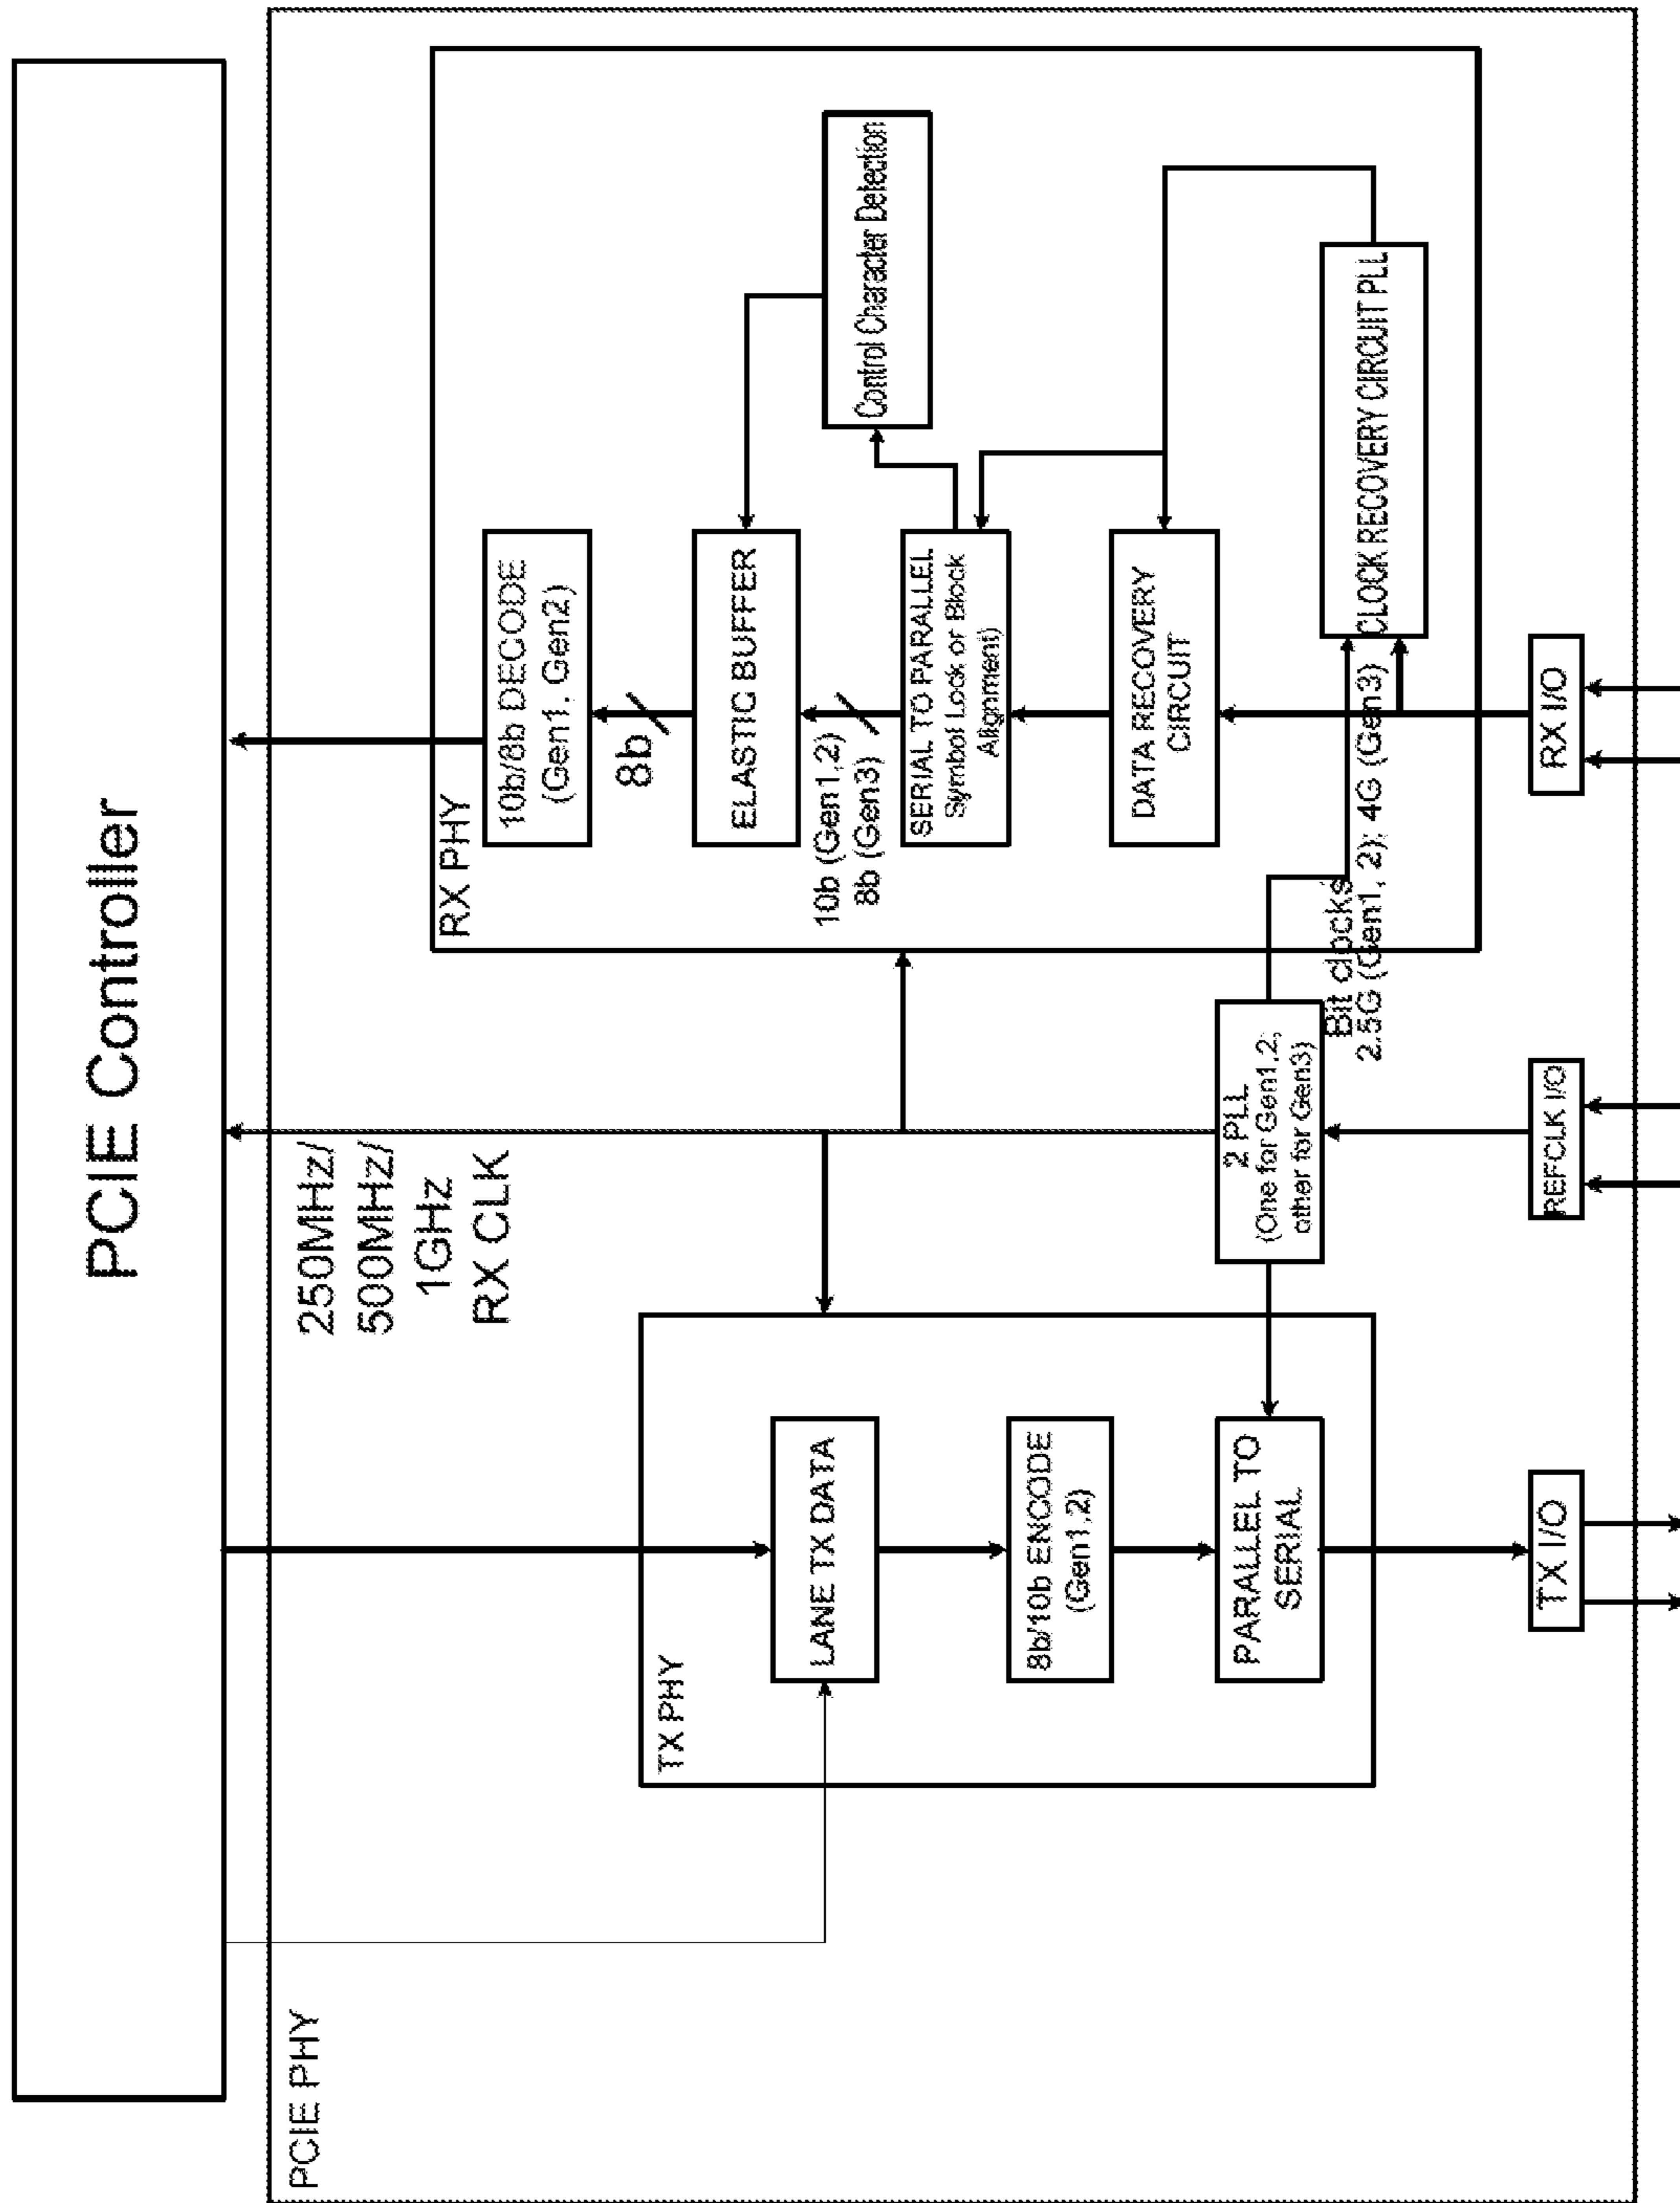 PCIE Controller
PCIE PHY
250MHz/
500MHz/
1GHz
RX CLK
TX PHY
LANE TX DATA
8b/10b ENCODE
(Gen1,2)
PARALLEL TO
SERIAL
TX I/O
2 PLL
(One for Gen1,2,
other for Gen3)
REFCLK I/O
Bit clocks
2.5G (Gen1, 2); 4G (Gen3)
RX PHY
10b/8b DECODE
(Gen1, Gen2)
8b
ELASTIC BUFFER
10b (Gen1,2)
8b (Gen3)
SERIAL TO PARALLEL
Symbol Lock or Block
Alignment)
Control Character Detection
DATA RECOVERY
CIRCUIT
CLOCK RECOVERY CIRCUIT PLL
RX I/O